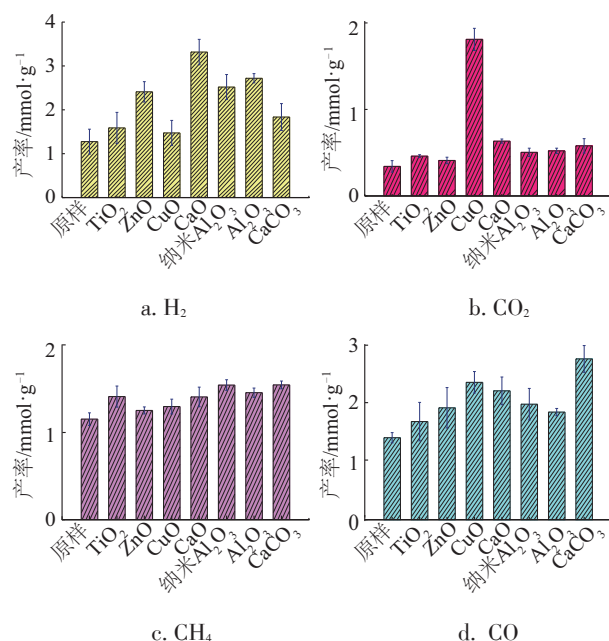 产率/mmol·g⁻¹
4
3
2
1
0
原样
TiO₂
ZnO
CuO
CaO
纳米Al₂O₃
Al₂O₃
CaCO₃
a. H₂
产率/mmol·g⁻¹
2
1
0
原样
TiO₂
ZnO
CuO
CaO
纳米Al₂O₃
Al₂O₃
CaCO₃
b. CO₂
产率/mmol·g⁻¹
2
1
0
原样
TiO₂
ZnO
CuO
CaO
纳米Al₂O₃
Al₂O₃
CaCO₃
c. CH₄
产率/mmol·g⁻¹
3
2
1
0
原样
TiO₂
ZnO
CuO
CaO
纳米Al₂O₃
Al₂O₃
CaCO₃
d. CO